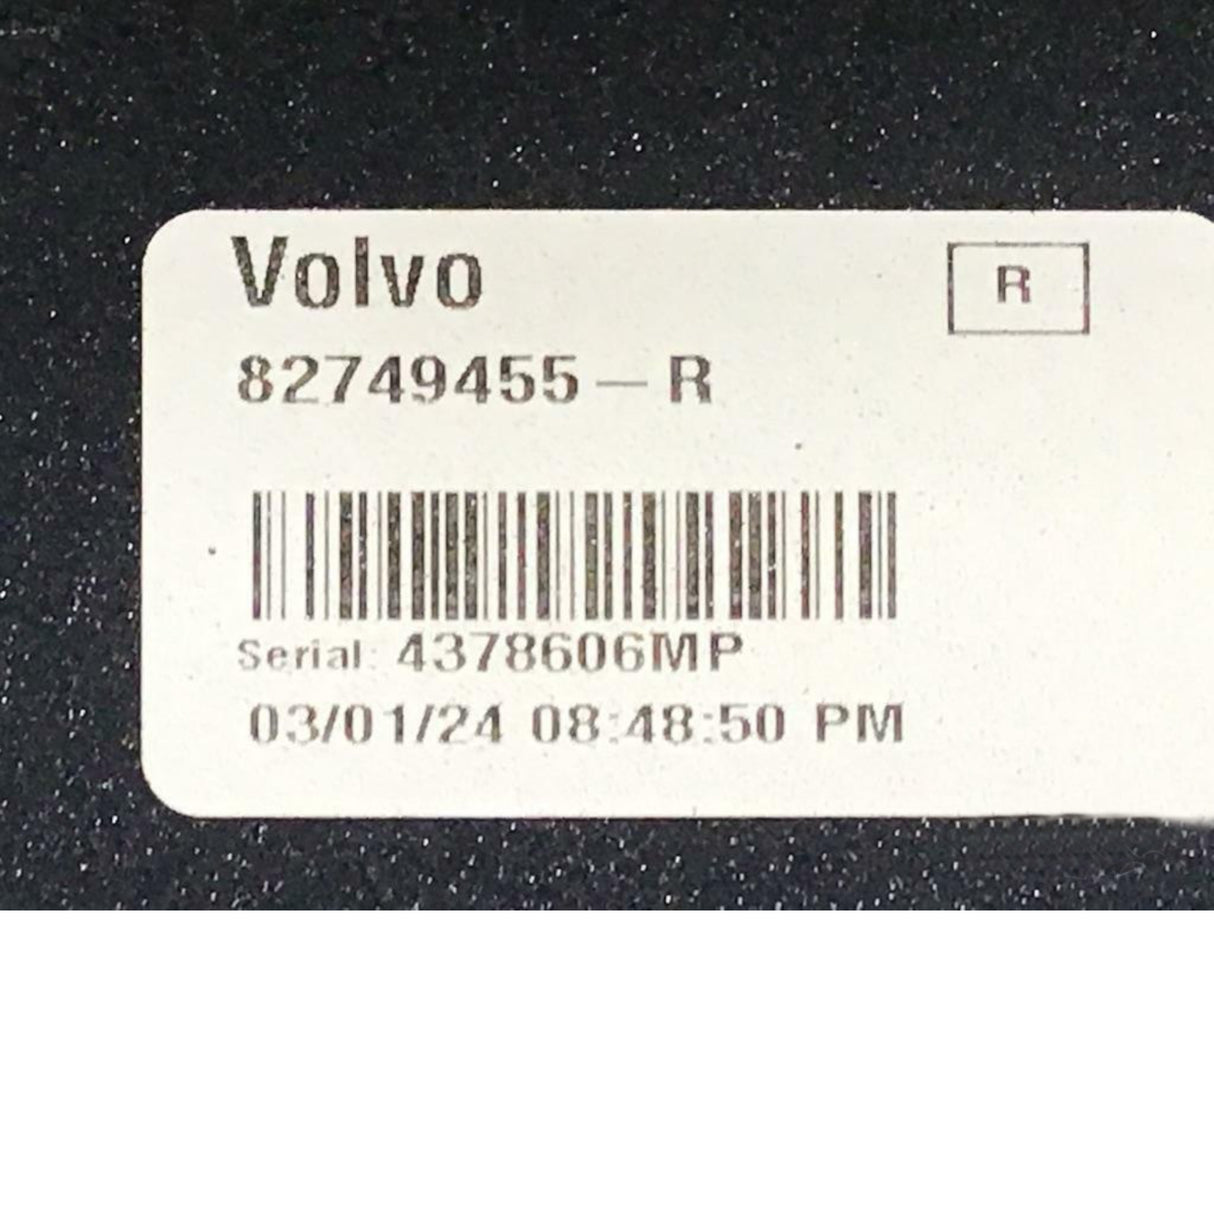 Volvo
R
82749455-R
Serial: 4378606MP
03/01/24 08:48:50 PM